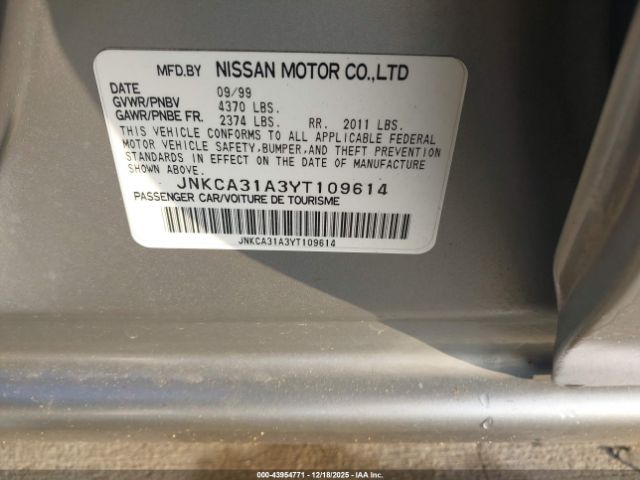 MFD.BY NISSAN MOTOR CO.,LTD
DATE 09/99
GVWR/PNBV 4370 LBS.
GAWR/PNBE FR. 2374 LBS. RR. 2011 LBS.
THIS VEHICLE CONFORMS TO ALL APPLICABLE FEDERAL
MOTOR VEHICLE SAFETY,BUMPER,AND THEFT PREVENTION
STANDARDS IN EFFECT ON THE DATE OF MANUFACTURE
SHOWN ABOVE.
JNKCA31A3YT109614
PASSENGER CAR/VOITURE DE TOURISME
JNKCA31A3YT109614
000-43954771 - 12/18/2025 - IAA Inc.